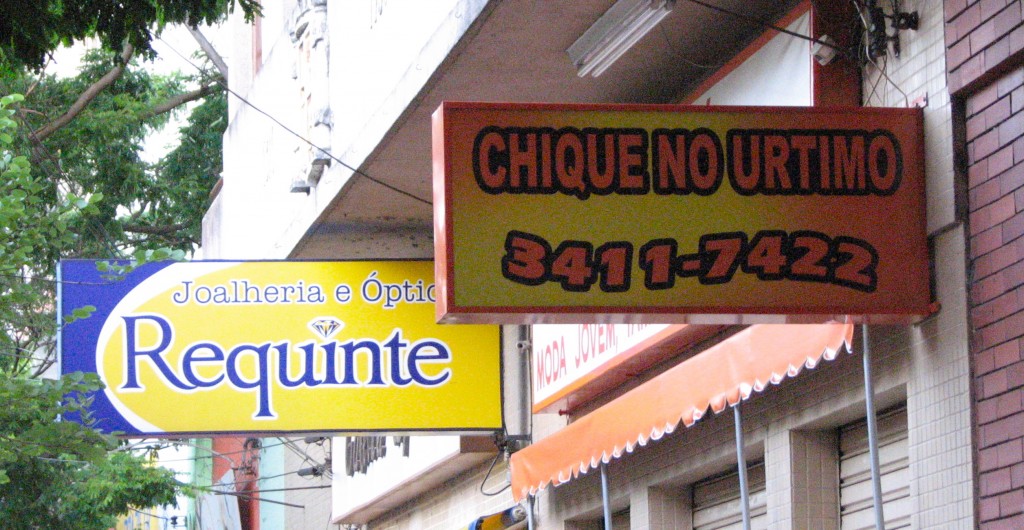 CHIQUE NO URTIMO
3411-7422
Joalheria e Óptic
Requinte
MODA JOVEM,